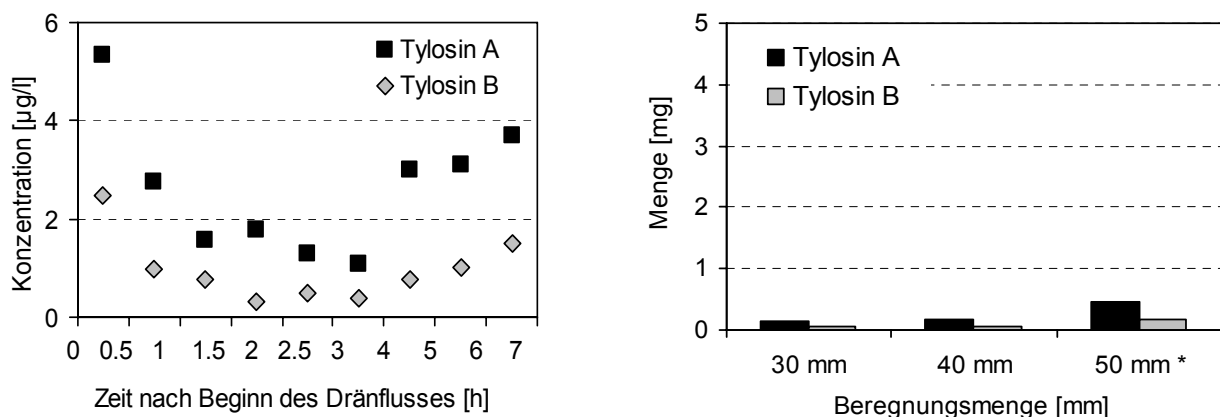 Konzentration [µg/l]
6
4
2
0
Tylosin A
Tylosin B
0 0.5 1 1.5 2 2.5 3 4 5 6 7
Zeit nach Beginn des Dränflusses [h]
Menge [mg]
5
4
3
2
1
0
Tylosin A
Tylosin B
30 mm 40 mm 50 mm *
Beregnungsmenge [mm]